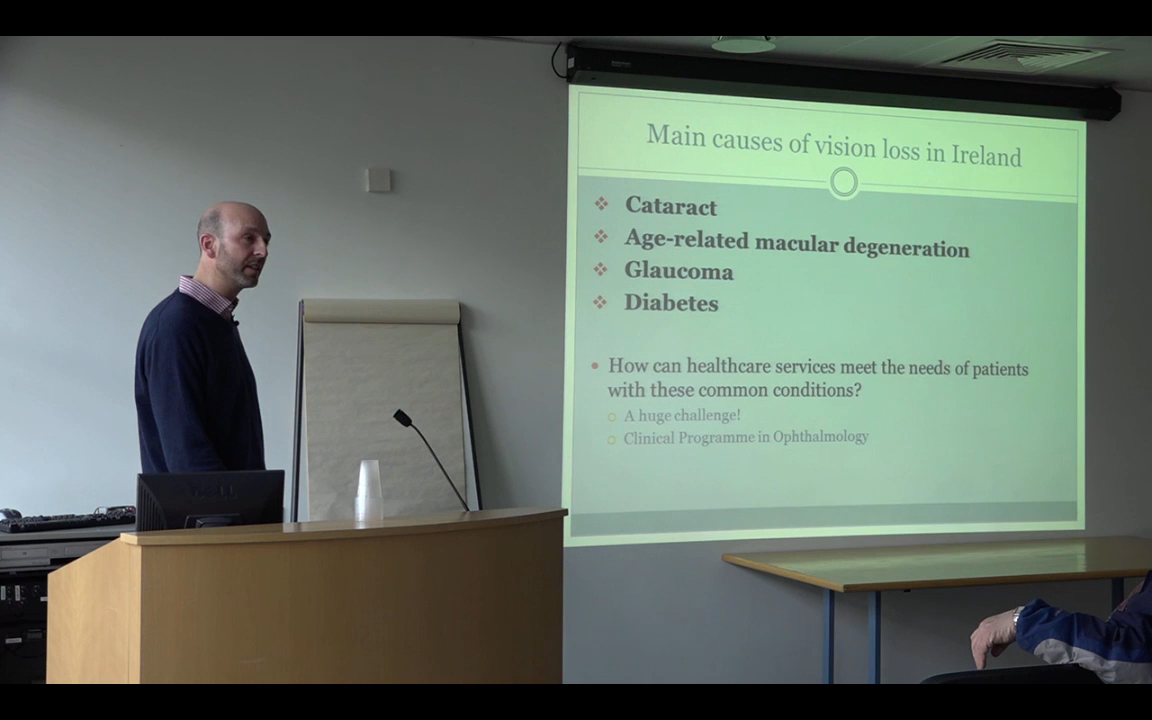 Main causes of vision loss in Ireland
Cataract
Age-related macular degeneration
Glaucoma
Diabetes
How can healthcare services meet the needs of patients
with these common conditions?
A huge challenge!
Clinical Programme in Ophthalmology
DELL